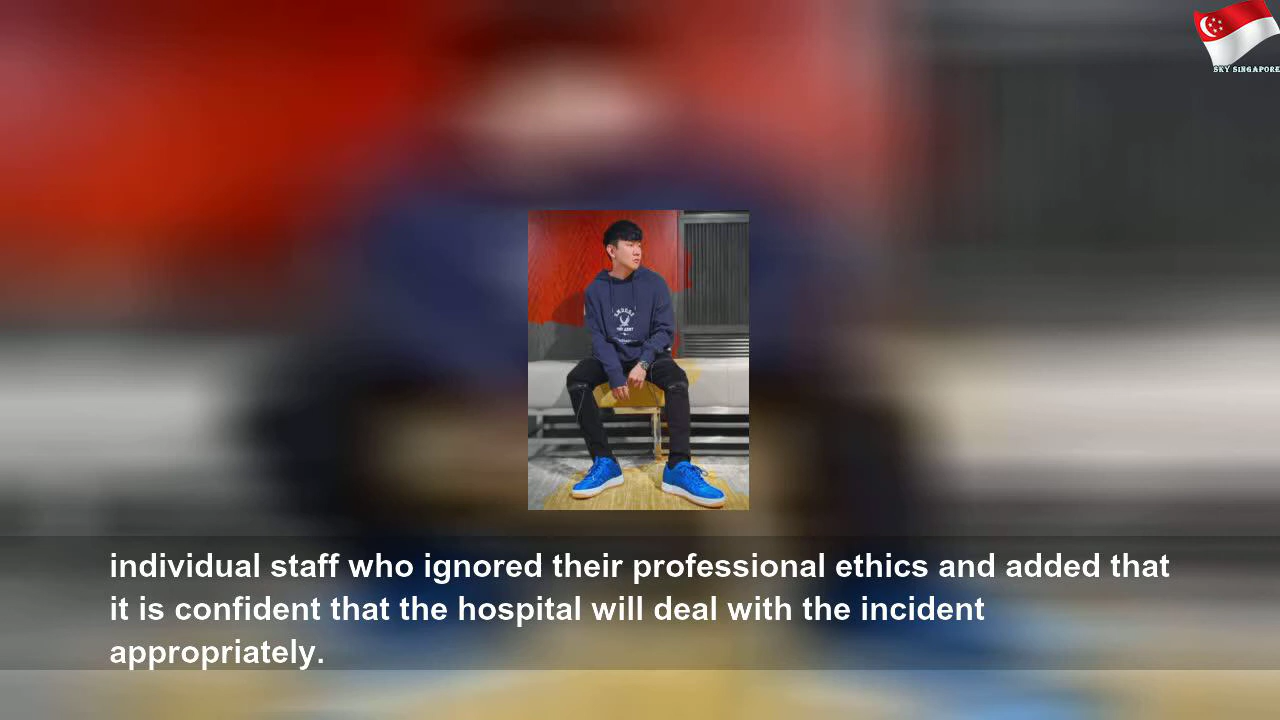 SKY SINGAPORE
individual staff who ignored their professional ethics and added that
it is confident that the hospital will deal with the incident
appropriately.